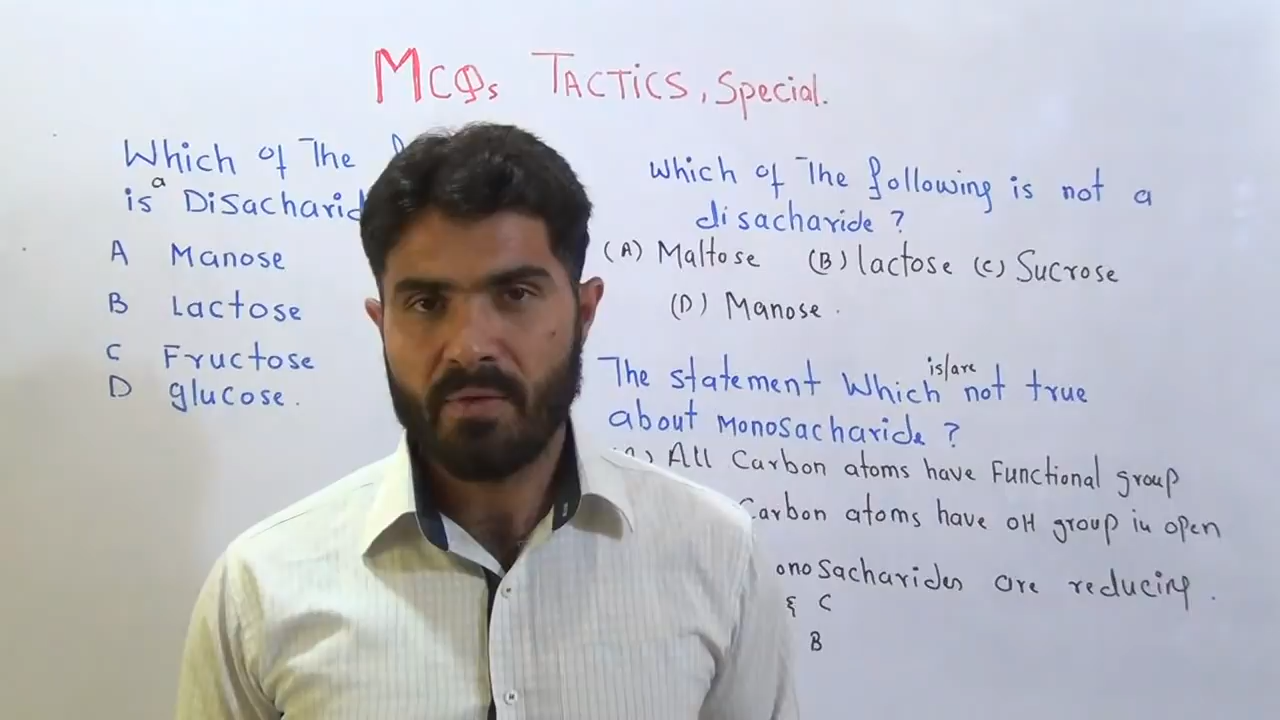 MCQs TACTICS, Special.
Which of The
is a Disacharid
A Manose
B Lactose
C Fructose
D glucose.
which of The following is not a
disacharide ?
(A) Maltose (B) lactose (C) Sucrose
(D) Manose.
The statement Which is/are not true
about Monosacharide ?
All Carbon atoms have Functional group
Carbon atoms have OH group in open
onosacharides are reducing.
& C
B